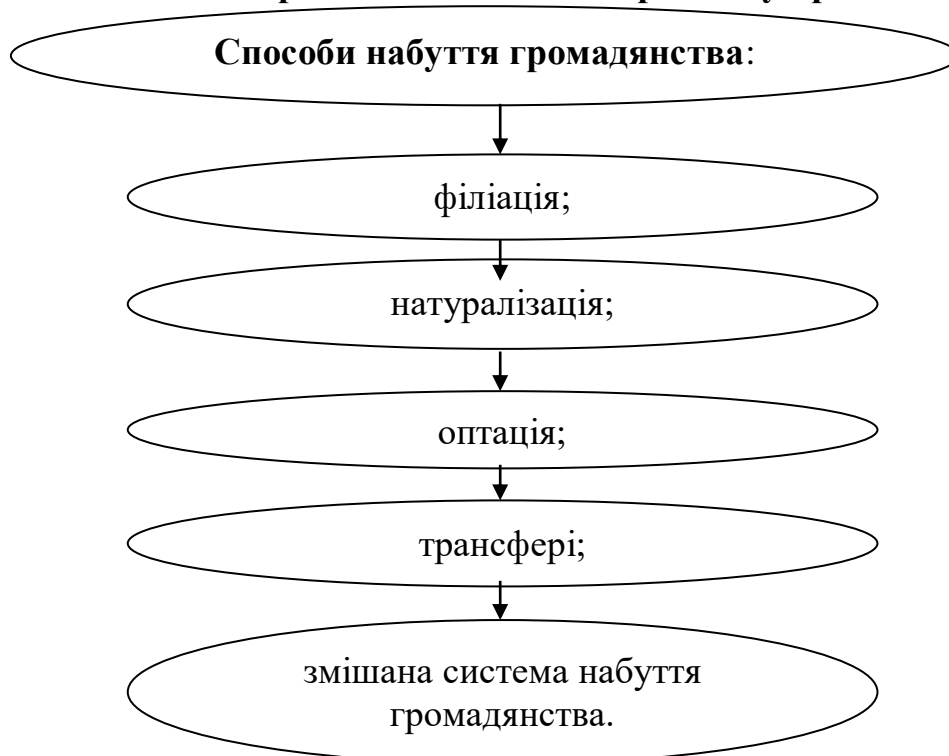 Способи набуття громадянства:
філіація;
натуралізація;
оптація;
трансфері;
змішана система набуття
громадянства.